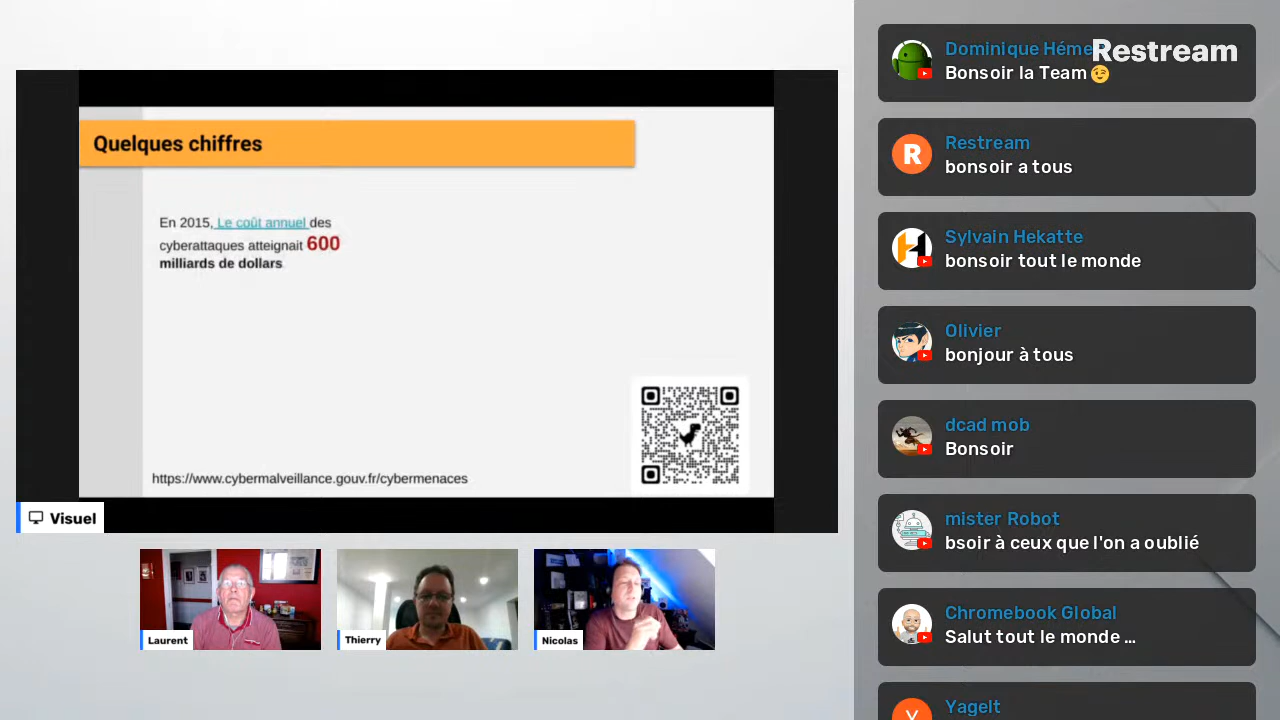 Quelques chiffres
En 2015, Le coût annuel des
cyberattaques atteignait 600
milliards de dollars
https://www.cybermalveillance.gouv.fr/cybermenaces
Visuel
Laurent
Thierry
Nicolas
Restream
Dominique
Bonsoir la Team
R
Restream
bonsoir a tous
Sylvain Hekatte
bonsoir tout le monde
Olivier
bonjour à tous
dcad mob
Bonsoir
mister Robot
bsoir à ceux que l'on a oublié
Chromebook Global
Salut tout le monde ...
Y
YageIt